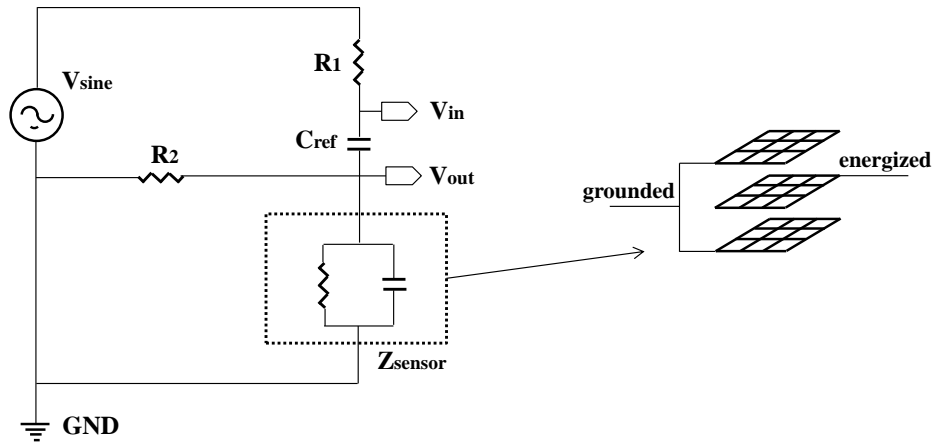 R1
Vsine
Vin
Cref
R2
Vout
energized
grounded
Zsensor
GND